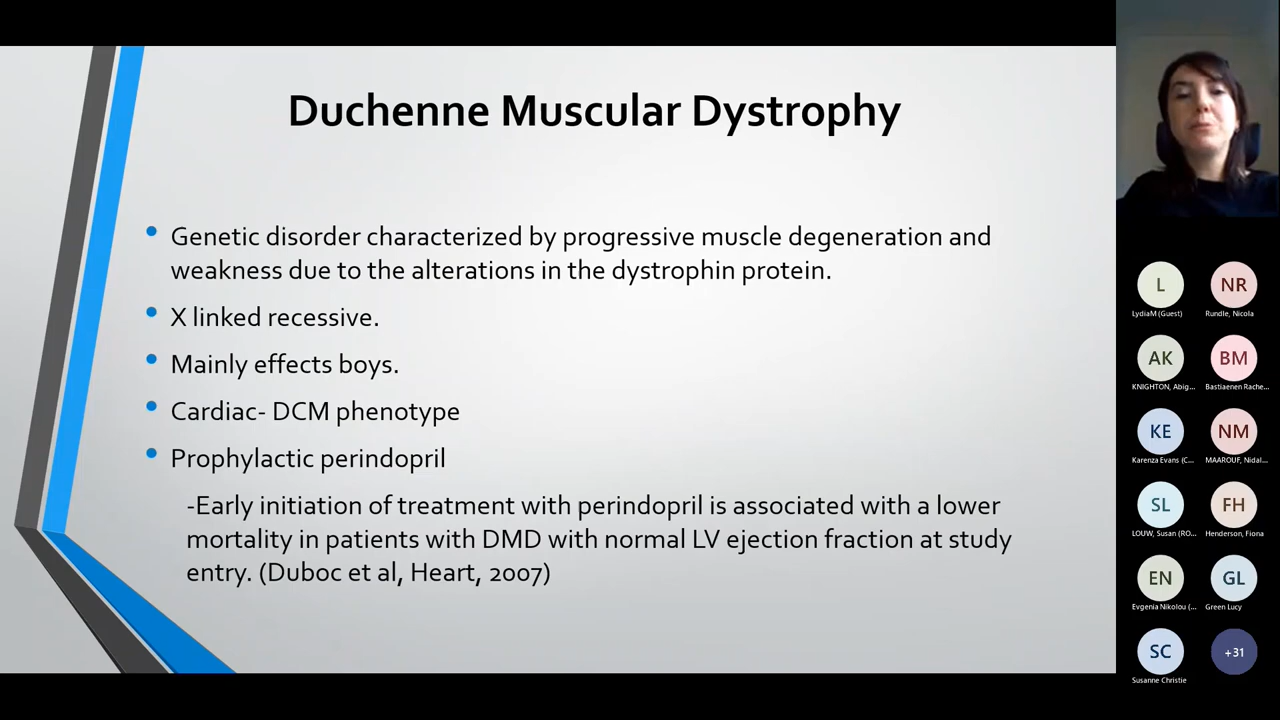 Duchenne Muscular Dystrophy
Genetic disorder characterized by progressive muscle degeneration and
weakness due to the alterations in the dystrophin protein.
X linked recessive.
Mainly effects boys.
Cardiac- DCM phenotype
Prophylactic perindopril
-Early initiation of treatment with perindopril is associated with a lower
mortality in patients with DMD with normal LV ejection fraction at study
entry. (Duboc et al, Heart, 2007)
L
LydiaM (Guest)
NR
Rundle, Nicola
AK
KNIGHTON, Abig...
BM
Bastiaenen Rache...
KE
Karenza Evans (C...
NM
MAAROUF, Nidal...
SL
LOUW, Susan (RO...
FH
Henderson, Fiona
EN
Evgenia Nikolou (...
GL
Green Lucy
SC
Susanne Christie
+31